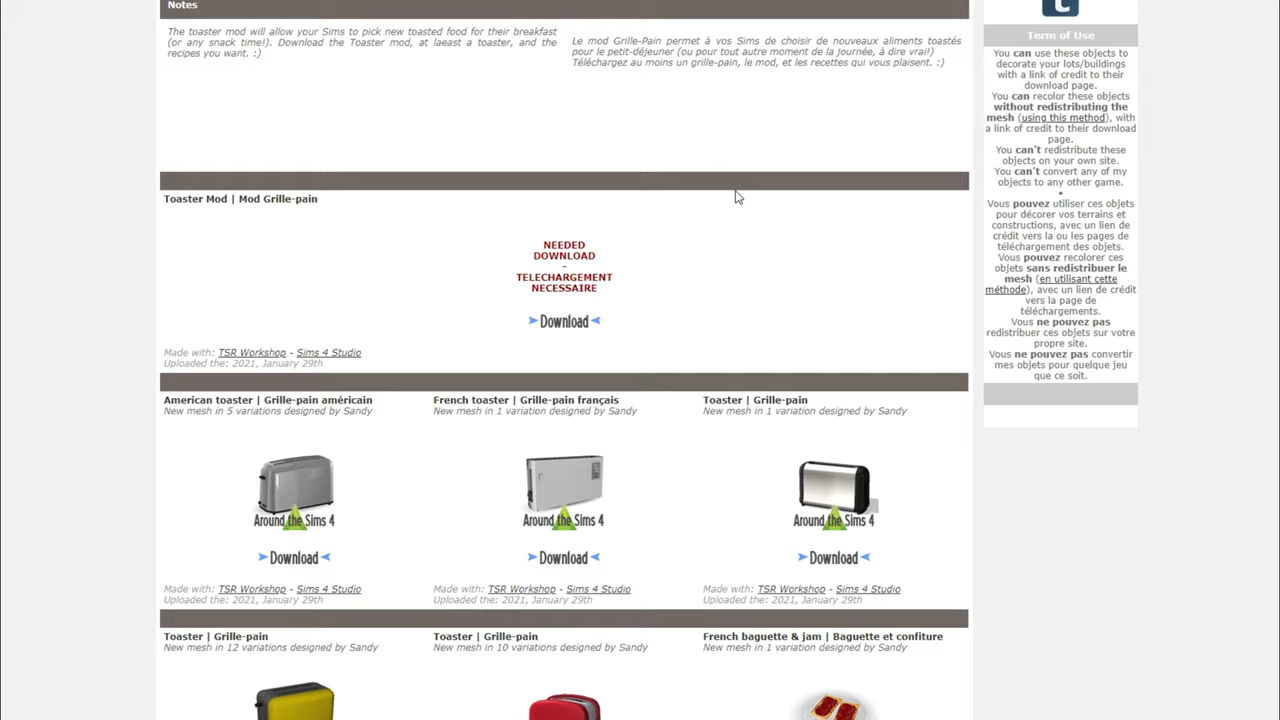 Notes
The toaster mod will allow your Sims to pick new toasted food for their breakfast
(or any snack time!). Download the Toaster mod, at laeast a toaster, and the
recipes you want. :)
Le mod Grille-Pain permet à vos Sims de choisir de nouveaux aliments toastés
pour le petit-déjeuner (ou pour tout autre moment de la journée, à dire vrai!)
Téléchargez au moins un grille-pain, le mod, et les recettes qui vous plaisent. :)
Toaster Mod | Mod Grille-pain
NEEDED
DOWNLOAD
-
TELECHARGEMENT
NECESSAIRE
Download
Made with: TSR Workshop - Sims 4 Studio
Uploaded the: 2021, January 29th
American toaster | Grille-pain américain
New mesh in 5 variations designed by Sandy
Around the Sims 4
Download
Made with: TSR Workshop - Sims 4 Studio
Uploaded the: 2021, January 29th
French toaster | Grille-pain français
New mesh in 1 variation designed by Sandy
Around the Sims 4
Download
Made with: TSR Workshop - Sims 4 Studio
Uploaded the: 2021, January 29th
Toaster | Grille-pain
New mesh in 1 variation designed by Sandy
Around the Sims 4
Download
Made with: TSR Workshop - Sims 4 Studio
Uploaded the: 2021, January 29th
Toaster | Grille-pain
New mesh in 12 variations designed by Sandy
Toaster | Grille-pain
New mesh in 10 variations designed by Sandy
French baguette & jam | Baguette et confiture
New mesh in 1 variation designed by Sandy
t
Term of Use
You can use these objects to
decorate your lots/buildings
with a link of credit to their
download page.
You can recolor these objects
without redistributing the
mesh (using this method), with
a link of credit to their download
page.
You can't redistribute these
objects on your own site.
You can't convert any of my
objects to any other game.
•
Vous pouvez utiliser ces objets
pour décorer vos terrains et
constructions, avec un lien de
crédit vers la ou les pages de
téléchargement des objets.
Vous pouvez recolorer ces
objets sans redistribuer le
mesh (en utilisant cette
méthode), avec un lien de crédit
vers la page de
téléchargements.
Vous ne pouvez pas
redistribuer ces objets sur votre
propre site.
Vous ne pouvez pas convertir
mes objets pour quelque jeu
que ce soit.